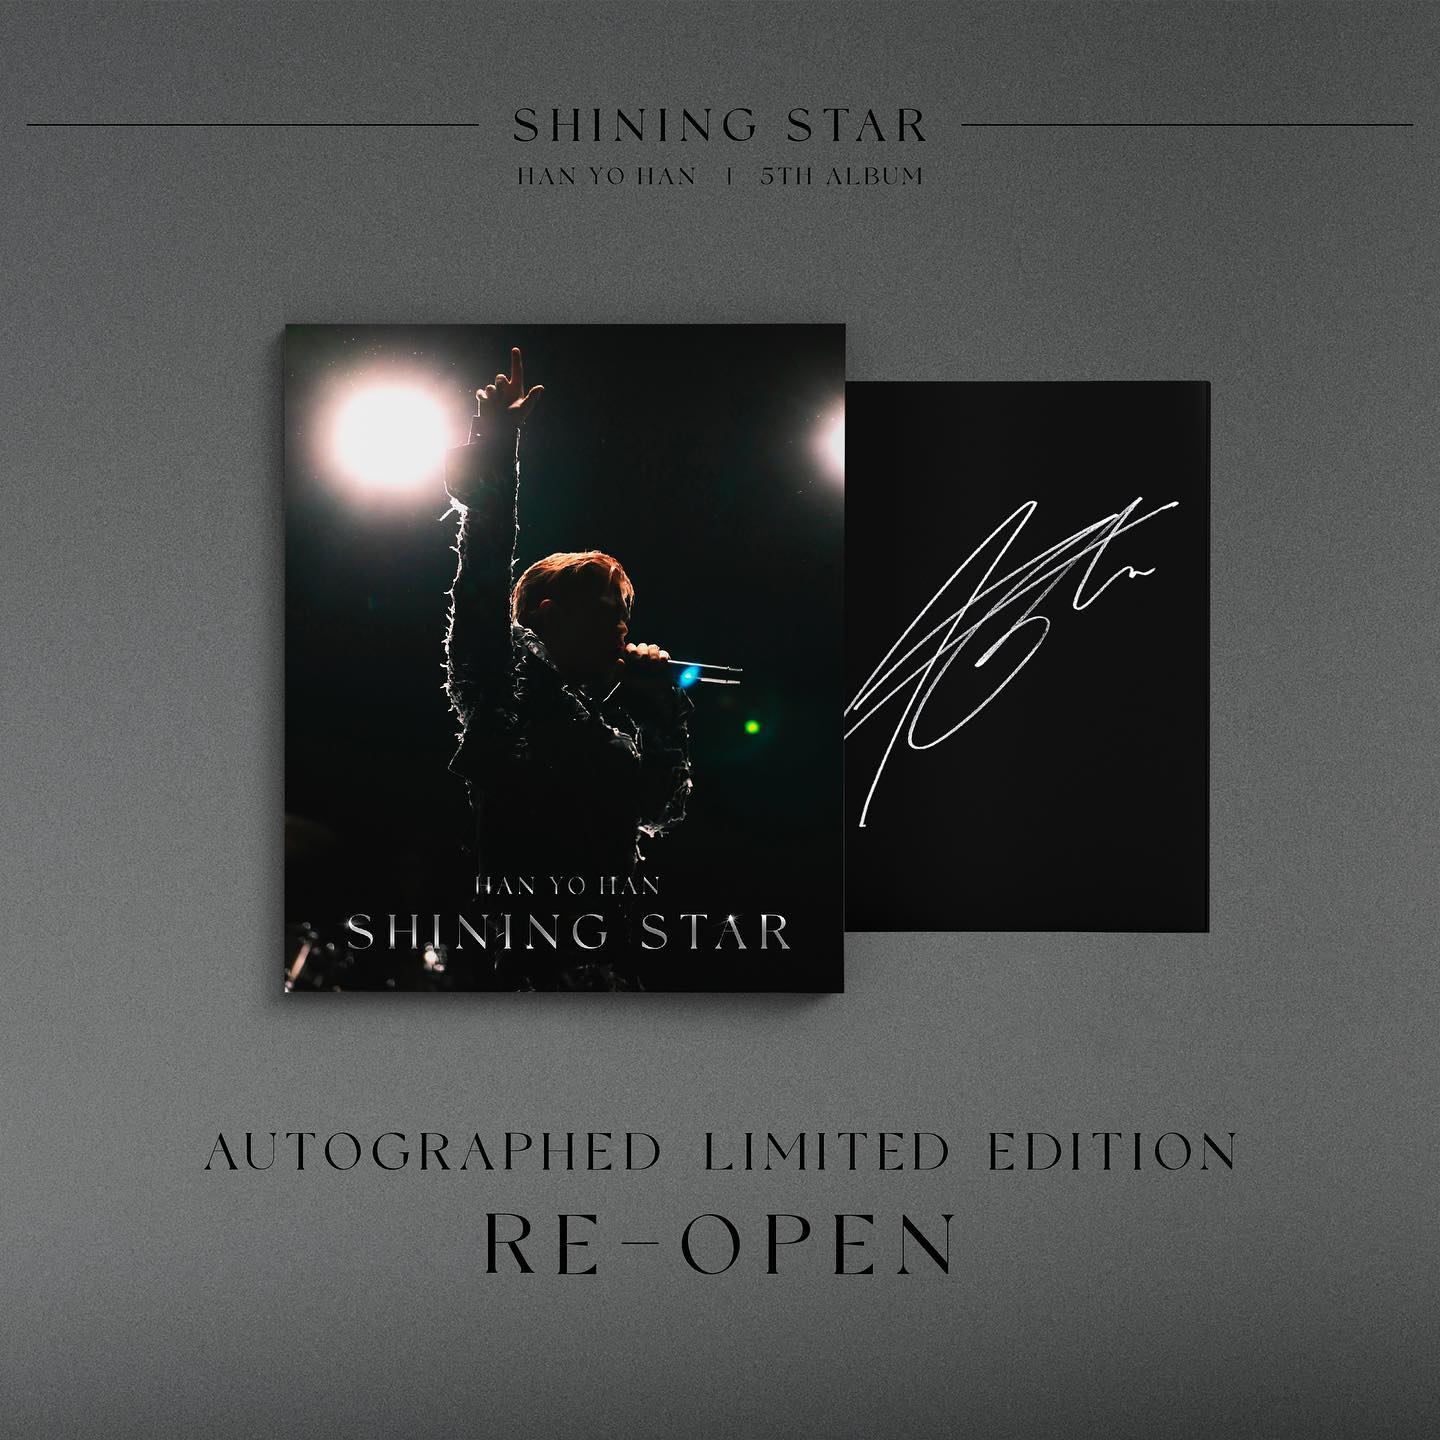 SHINING STAR
HAN YO HAN | 5TH ALBUM
HAN YO HAN
SHINING STAR
AUTOGRAPHED LIMITED EDITION
RE-OPEN